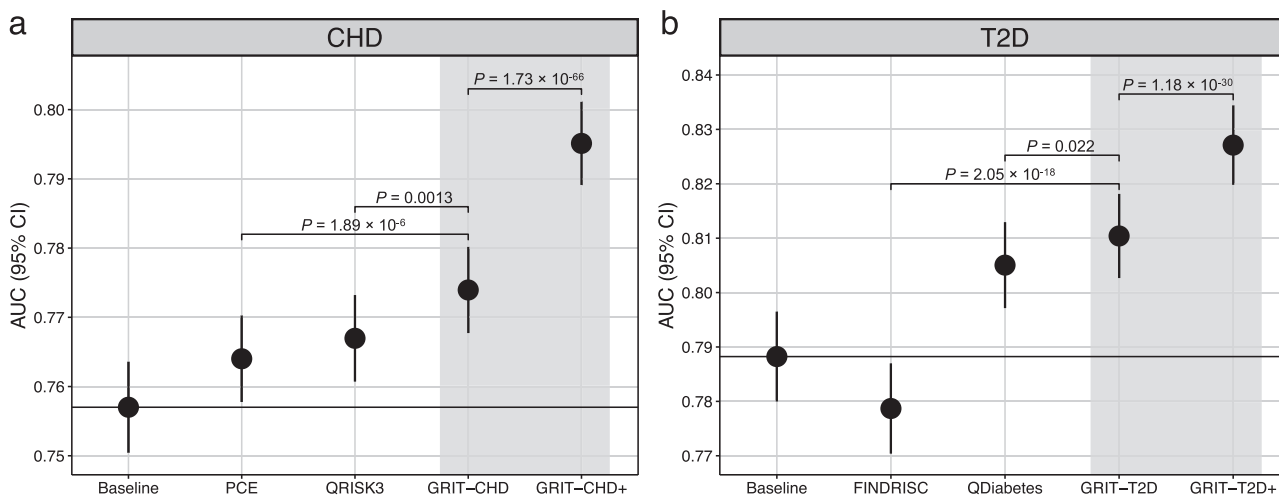 a
CHD
AUC (95% CI)
0.80
0.79
0.78
0.77
0.76
0.75
P = 1.73 × 10-66
P = 0.0013
P = 1.89 × 10-6
Baseline PCE QRISK3 GRIT–CHD GRIT–CHD+
b
T2D
AUC (95% CI)
0.84
0.83
0.82
0.81
0.80
0.79
0.78
0.77
P = 1.18 × 10-30
P = 0.022
P = 2.05 × 10-18
Baseline FINDRISC QDiabetes GRIT–T2D GRIT–T2D+